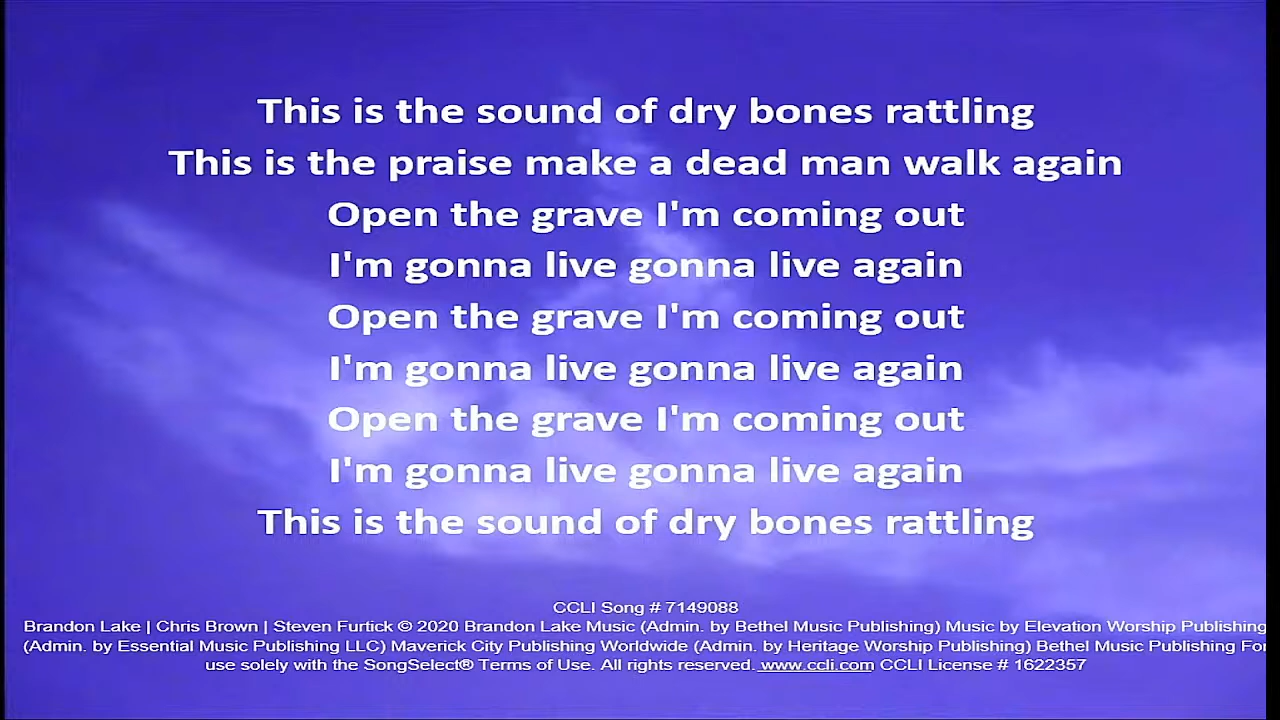 This is the sound of dry bones rattling
This is the praise make a dead man walk again
Open the grave I'm coming out
I'm gonna live gonna live again
Open the grave I'm coming out
I'm gonna live gonna live again
Open the grave I'm coming out
I'm gonna live gonna live again
This is the sound of dry bones rattling
CCLI Song # 7149088
Brandon Lake | Chris Brown | Steven Furtick © 2020 Brandon Lake Music (Admin. by Bethel Music Publishing) Music by Elevation Worship Publishing
(Admin. by Essential Music Publishing LLC) Maverick City Publishing Worldwide (Admin. by Heritage Worship Publishing) Bethel Music Publishing For
use solely with the SongSelect® Terms of Use. All rights reserved. www.ccli.com CCLI License # 1622357